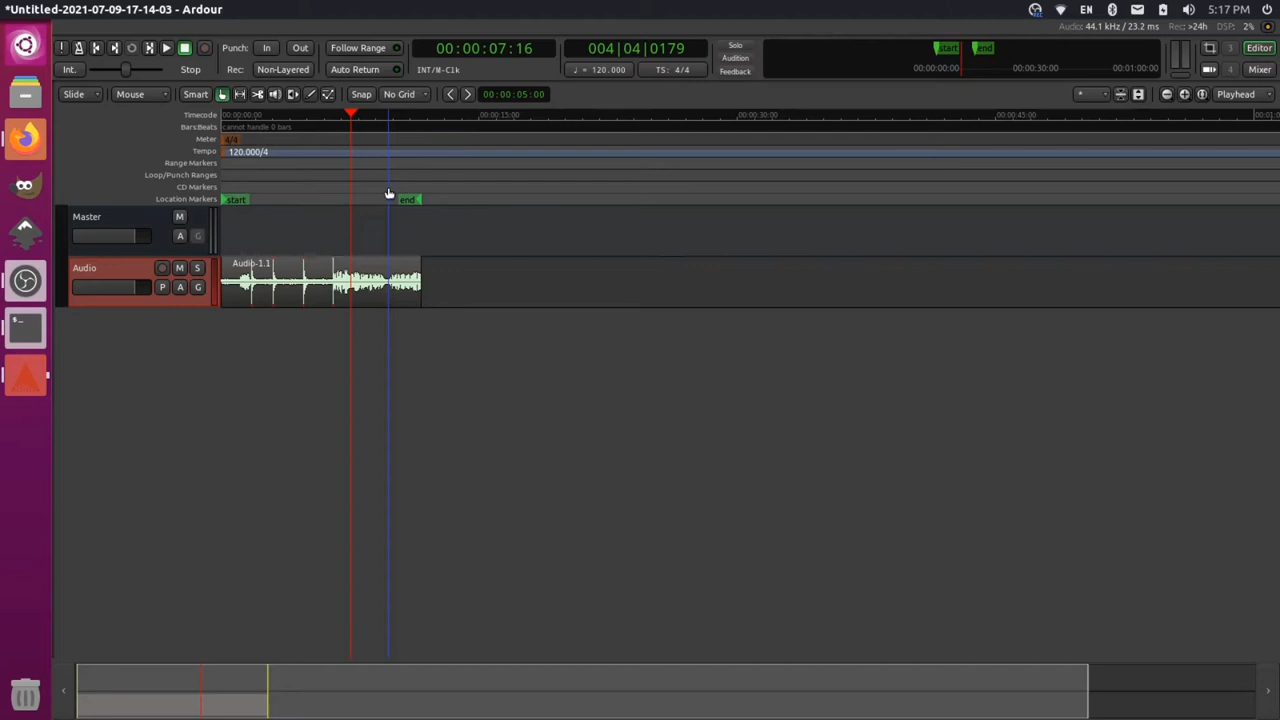 *Untitled-2021-07-09-17-14-03 - Ardour
EN 5:17 PM
Audio: 44.1 kHz / 23.2 ms Rec: >24h DSP: 2%
Punch: In Out Follow Range 00:00:07:16 004|04|0179 Solo start end 3 Editor
Audition
Int. Stop Rec: Non-Layered Auto Return INT/M-Clk ♩ = 120.000 TS: 4/4 Feedback 00:00:00:00 00:00:30:00 00:01:00:00 4 Mixer
Slide Mouse Smart Snap No Grid 00:00:05:00 * Playhead
Timecode 00:00:00:00 00:00:15:00 00:00:30:00 00:00:45:00
Bars:Beats cannot handle 0 bars
Meter 4/4
Tempo 120.000/4
Range Markers
Loop/Punch Ranges
CD Markers
Location Markers start end
Master M
A G
Audio M S Audio-1.1
P A G